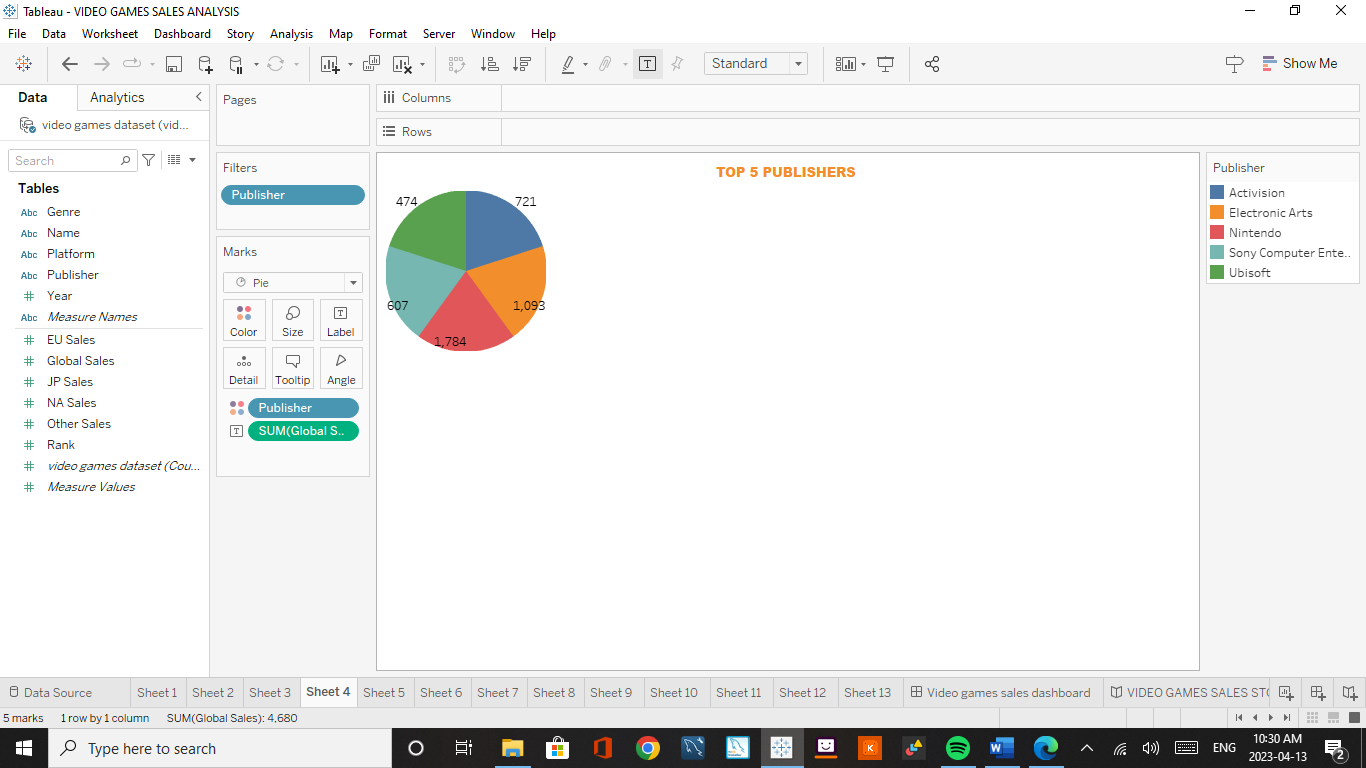 Tableau - VIDEO GAMES SALES ANALYSIS
File Data Worksheet Dashboard Story Analysis Map Format Server Window Help
Standard
Show Me
Data Analytics
video games dataset (vid...
Search
Tables
Abc Genre
Abc Name
Abc Platform
Abc Publisher
Year
Abc Measure Names
EU Sales
Global Sales
JP Sales
NA Sales
Other Sales
Rank
video games dataset (Cou...
Measure Values
Pages
Filters
Publisher
Marks
Pie
Color Size Label
Detail Tooltip Angle
Publisher
SUM(Global S..
Columns
Rows
TOP 5 PUBLISHERS
474 721
607 1,093
1,784
Publisher
Activision
Electronic Arts
Nintendo
Sony Computer Ente..
Ubisoft
Data Source Sheet 1 Sheet 2 Sheet 3 Sheet 4 Sheet 5 Sheet 6 Sheet 7 Sheet 8 Sheet 9 Sheet 10 Sheet 11 Sheet 12 Sheet 13 Video games sales dashboard VIDEO GAMES SALES STO
5 marks 1 row by 1 column SUM(Global Sales): 4,680
Type here to search
ENG
10:30 AM
2023-04-13
2